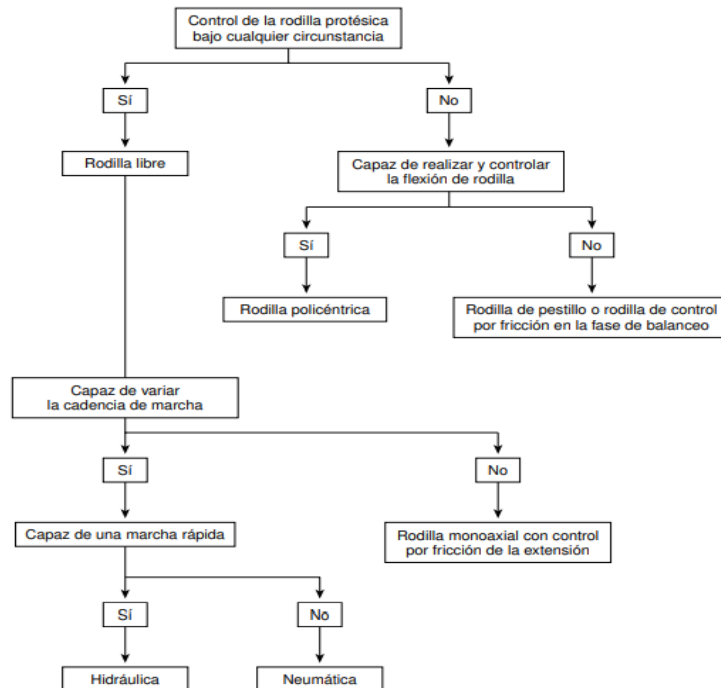 Control de la rodilla protésica
bajo cualquier circunstancia
Sí
No
Rodilla libre
Capaz de realizar y controlar
la flexión de rodilla
Sí
No
Rodilla policéntrica
Rodilla de pestillo o rodilla de control
por fricción en la fase de balanceo
Capaz de variar
la cadencia de marcha
Sí
No
Capaz de una marcha rápida
Rodilla monoaxial con control
por fricción de la extensión
Sí
No
Hidráulica
Neumática